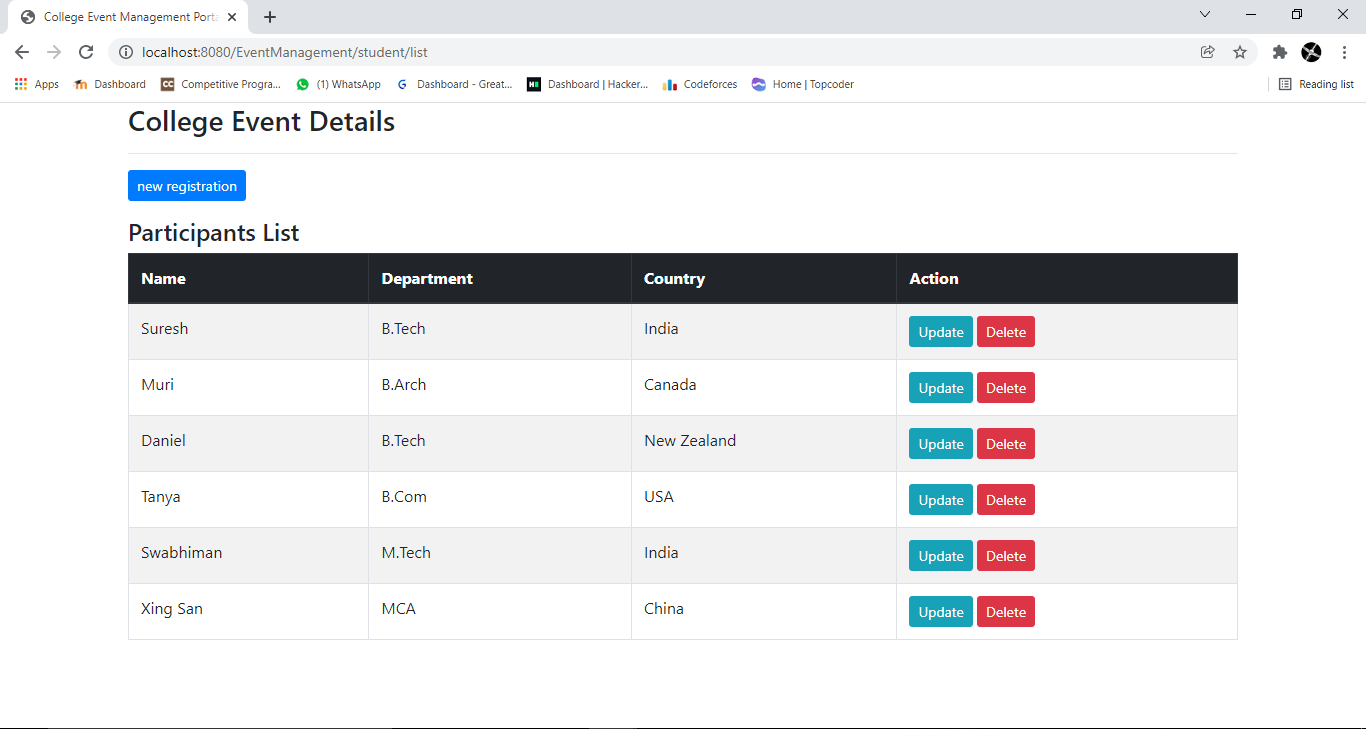 College Event Management Porta
localhost:8080/EventManagement/student/list
Apps Dashboard Competitive Progra... (1) WhatsApp Dashboard - Great... Dashboard | Hacker... Codeforces Home | Topcoder Reading list
College Event Details
new registration
Participants List
Name Department Country Action
Suresh B.Tech India Update Delete
Muri B.Arch Canada Update Delete
Daniel B.Tech New Zealand Update Delete
Tanya B.Com USA Update Delete
Swabhiman M.Tech India Update Delete
Xing San MCA China Update Delete